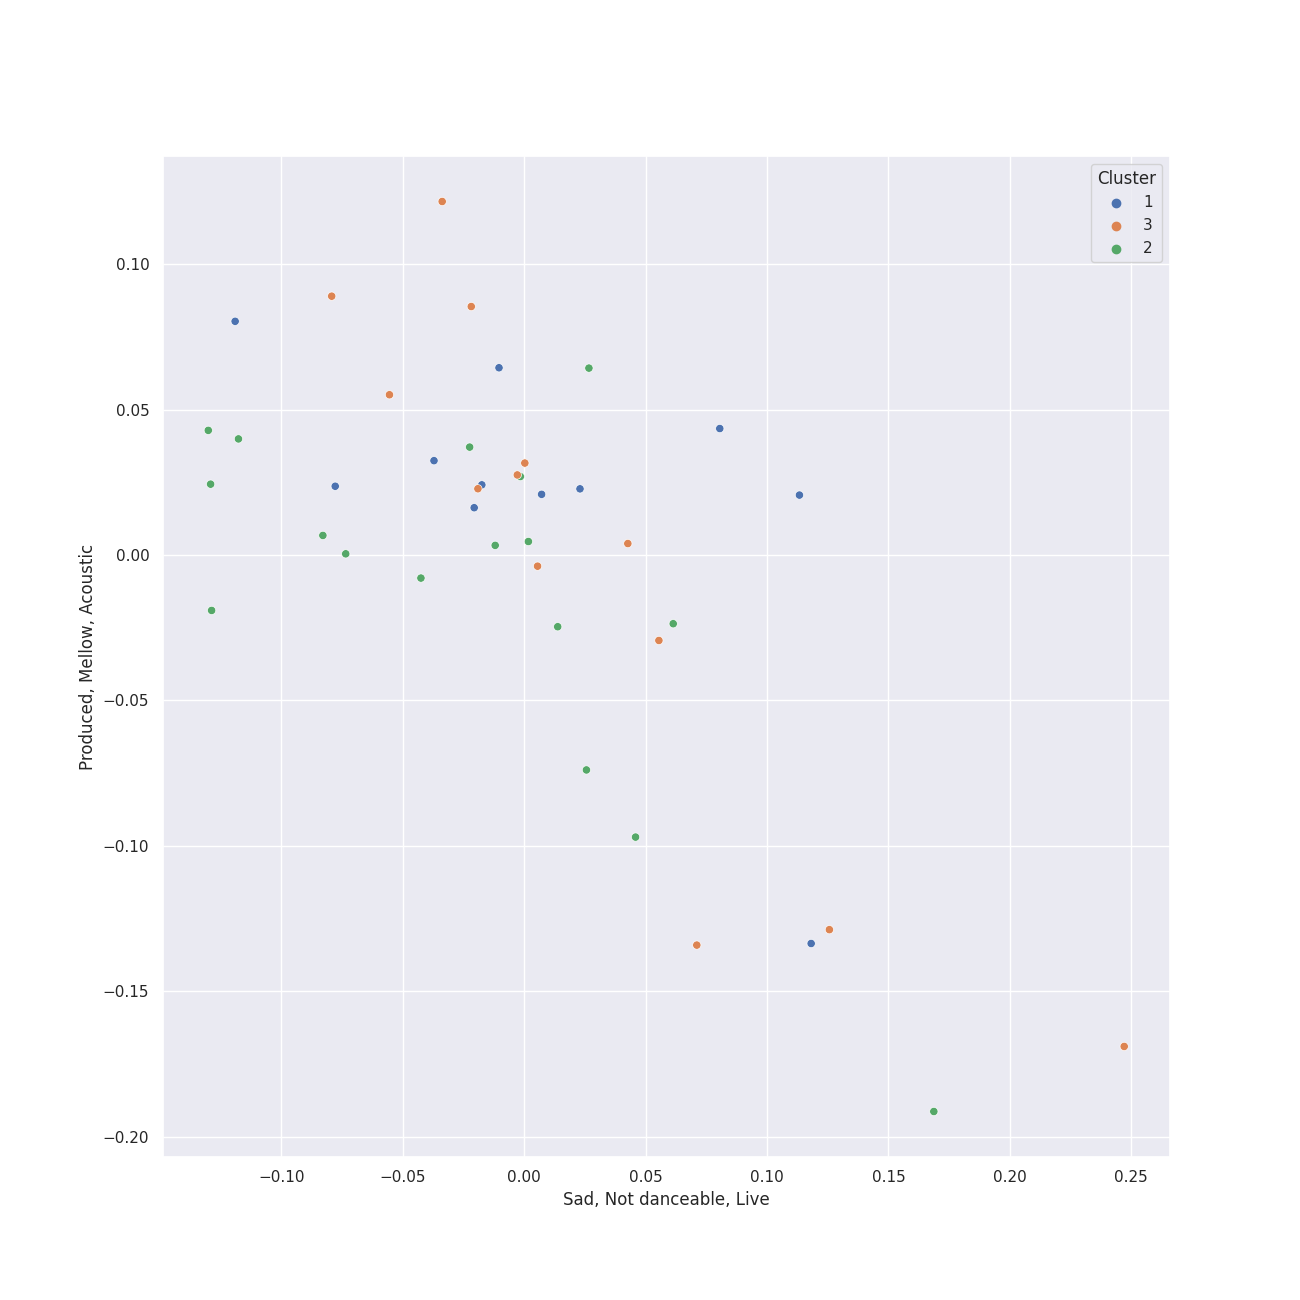 Cluster
1
3
2
0.10
0.05
0.00
−0.05
−0.10
−0.15
−0.20
Produced, Mellow, Acoustic
−0.10 −0.05 0.00 0.05 0.10 0.15 0.20 0.25
Sad, Not danceable, Live